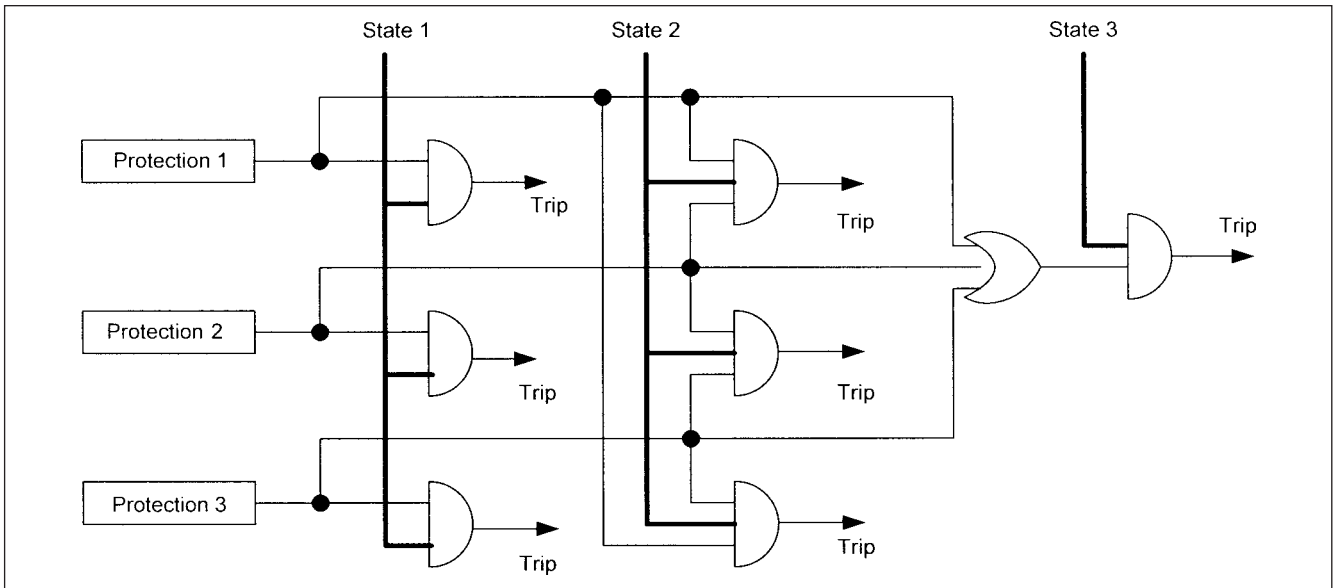 State 1
State 2
State 3
Protection 1
Trip
Trip
Trip
Protection 2
Trip
Trip
Protection 3
Trip
Trip